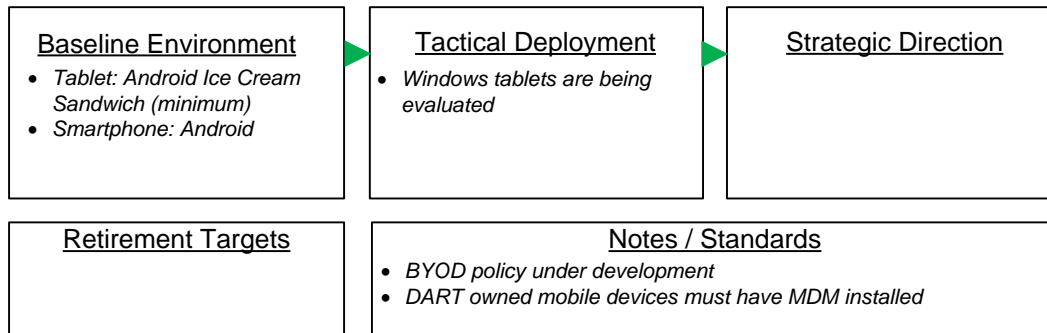 Baseline Environment
• Tablet: Android Ice Cream
Sandwich (minimum)
• Smartphone: Android
Tactical Deployment
• Windows tablets are being
evaluated
Strategic Direction
Retirement Targets
Notes / Standards
• BYOD policy under development
• DART owned mobile devices must have MDM installed